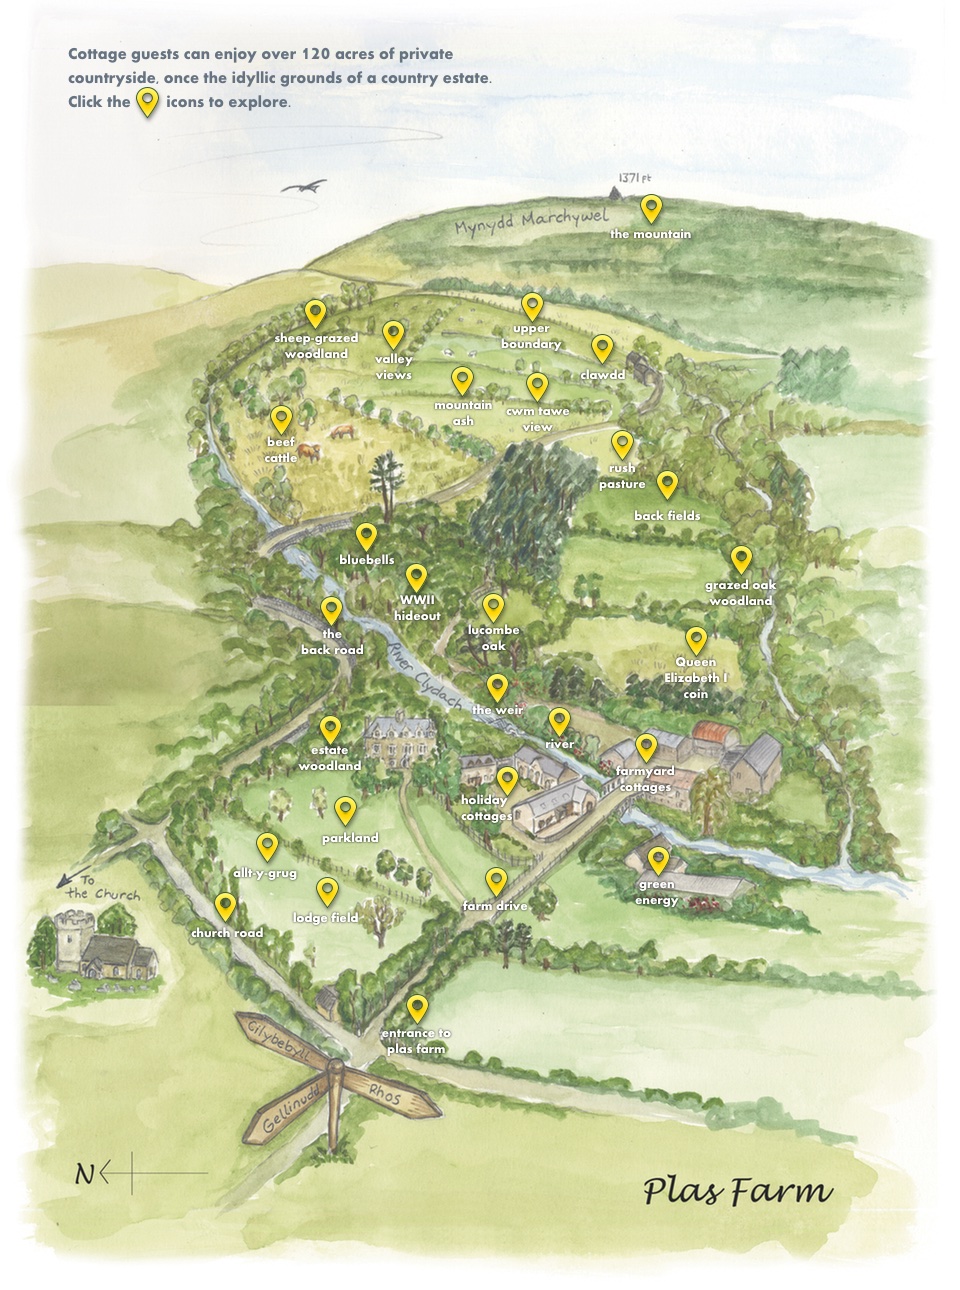 Cottage guests can enjoy over 120 acres of private
countryside, once the idyllic grounds of a country estate.
Click the icons to explore.
1371 ft
Mynydd Marchywel
the mountain
sheep-grazed
woodland
valley
views
upper
boundary
clawdd
mountain
ash
cwm tawe
view
beef
cattle
rush
pasture
back fields
bluebells
grazed oak
woodland
WWII
hideout
the
back road
lucombe
oak
River Clydach
Queen
Elizabeth I
coin
the weir
estate
woodland
river
farmyard
cottages
holiday
cottages
parkland
allt-y-grug
To
the Church
green
energy
lodge field
farm drive
church road
entrance to
plas farm
Cilybebyll
Gellinudd
Rhos
N
Plas Farm